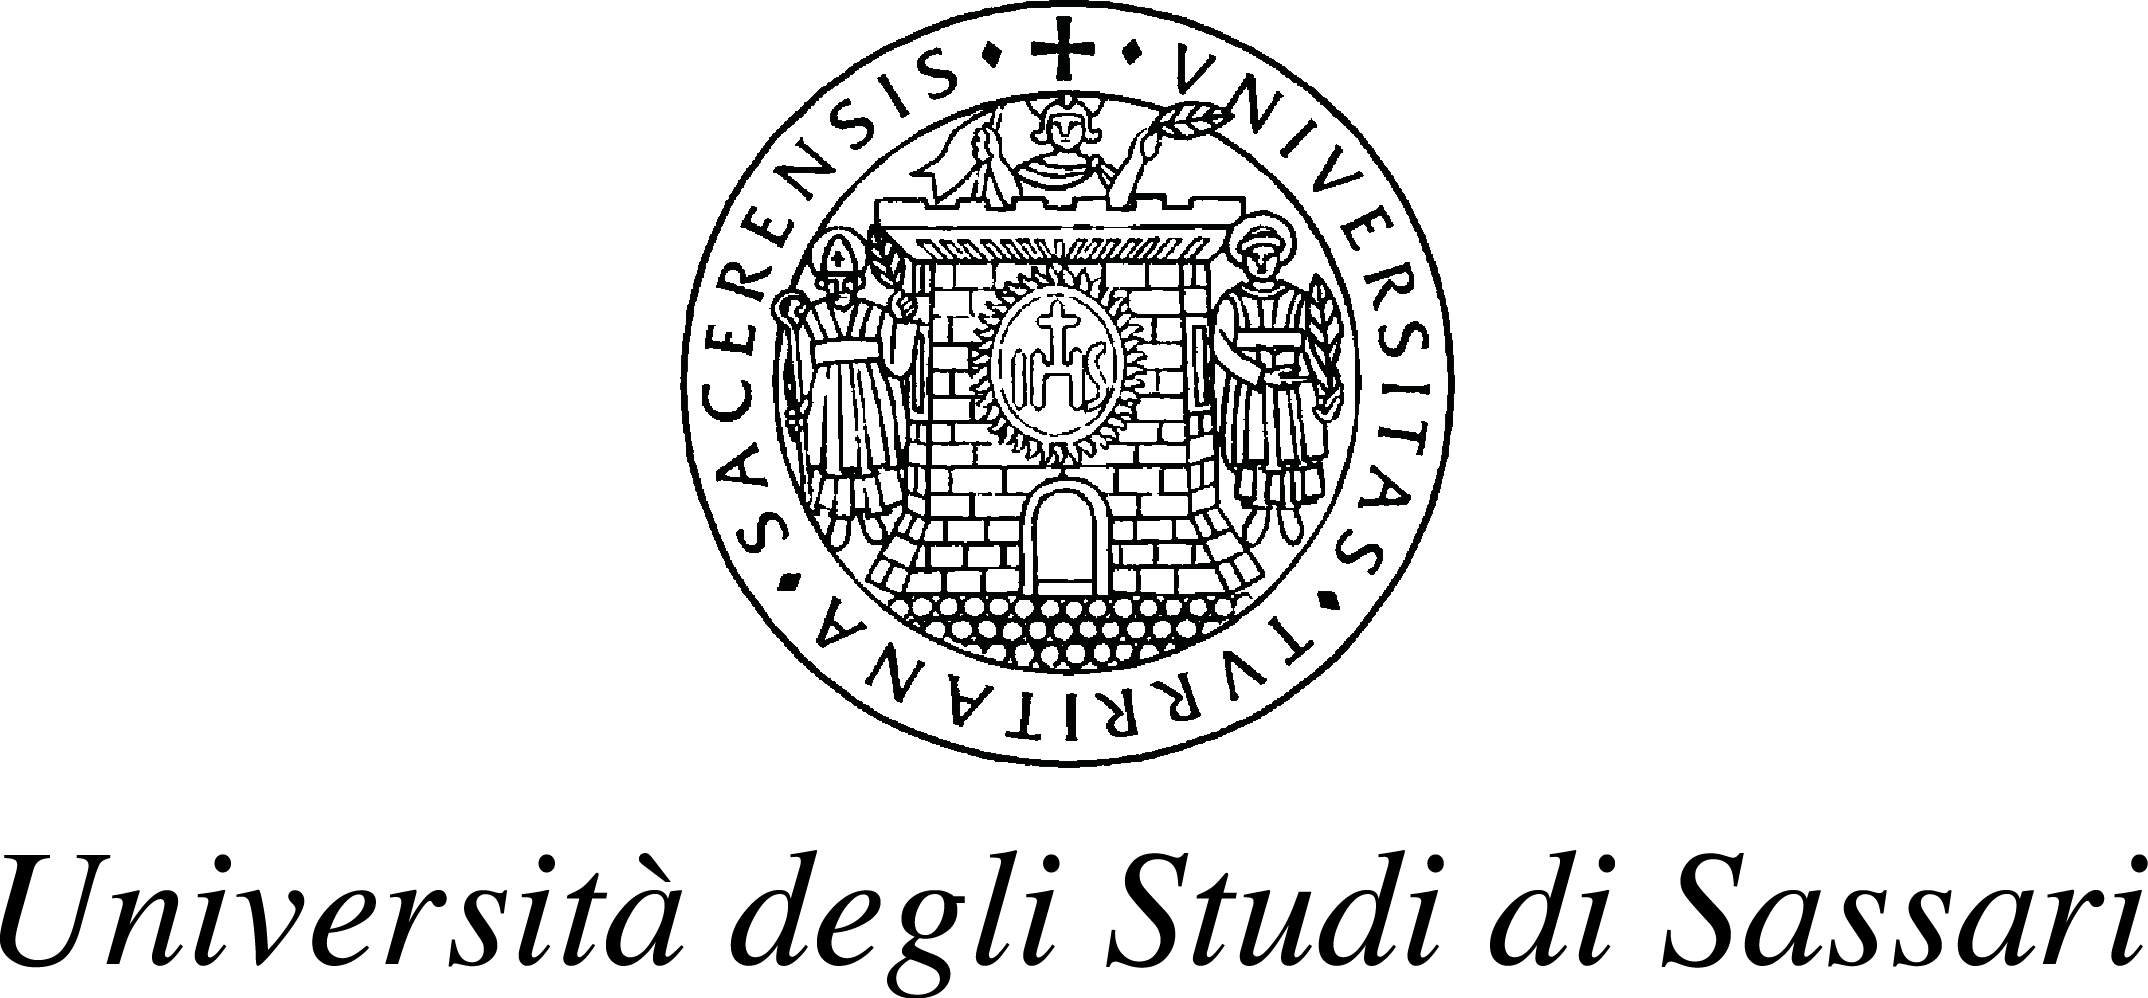 VNIVERSITAS · TVRRITANA · SACERENSIS
IHS
Università degli Studi di Sassari